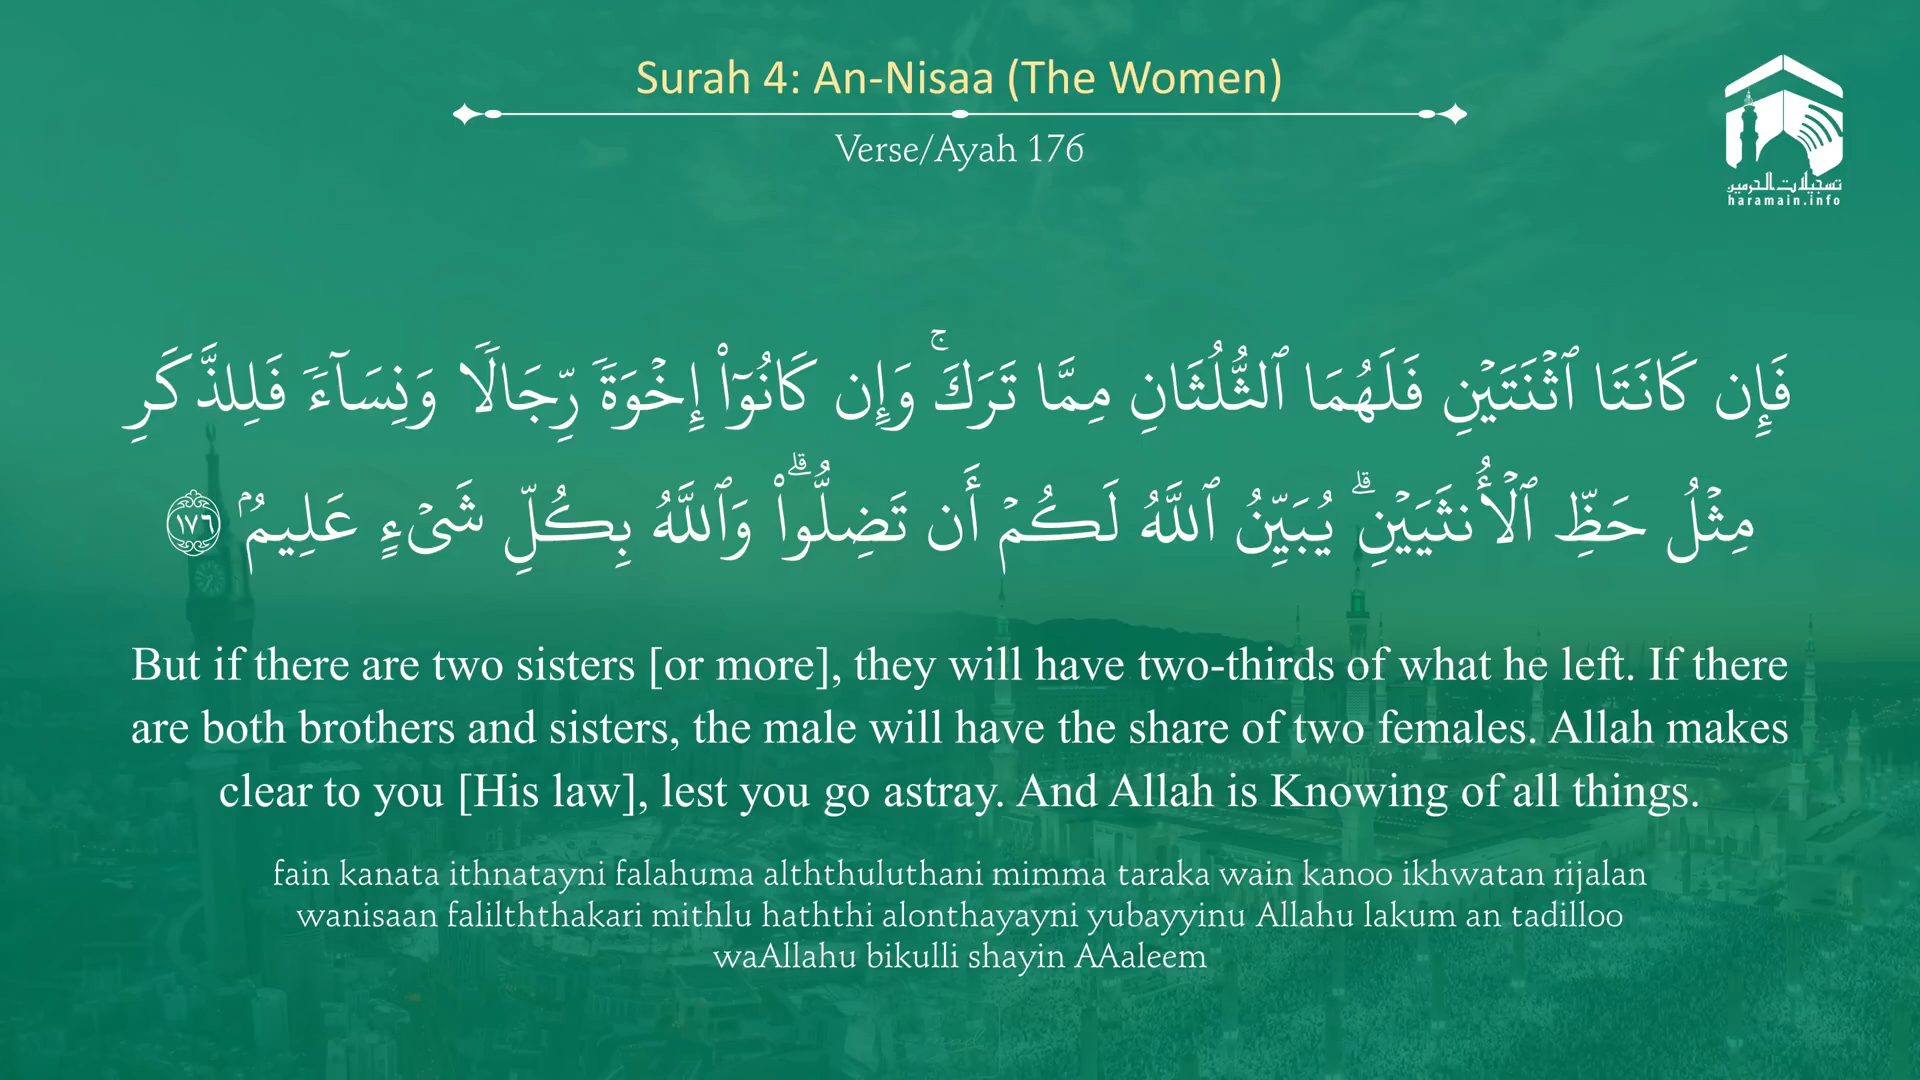 Surah 4: An-Nisaa (The Women)
Verse/Ayah 176
تسجيلات الحرمين
haramain.info
فَإِن كَانَتَا ٱثْنَتَيْنِ فَلَهُمَا ٱلثُّلُثَانِ مِمَّا تَرَكَ ۚ وَإِن كَانُوٓا۟ إِخْوَةً رِّجَالًا وَنِسَآءً فَلِلذَّكَرِ
مِثْلُ حَظِّ ٱلْأُنثَيَيْنِ ۗ يُبَيِّنُ ٱللَّهُ لَكُمْ أَن تَضِلُّوا۟ ۗ وَٱللَّهُ بِكُلِّ شَىْءٍ عَلِيمٌۢ ١٧٦
But if there are two sisters [or more], they will have two-thirds of what he left. If there
are both brothers and sisters, the male will have the share of two females. Allah makes
clear to you [His law], lest you go astray. And Allah is Knowing of all things.
fain kanata ithnatayni falahuma alththuluthani mimma taraka wain kanoo ikhwatan rijalan
wanisaan falilththakari mithlu haththi alonthayayni yubayyinu Allahu lakum an tadilloo
waAllahu bikulli shayin AAaleem